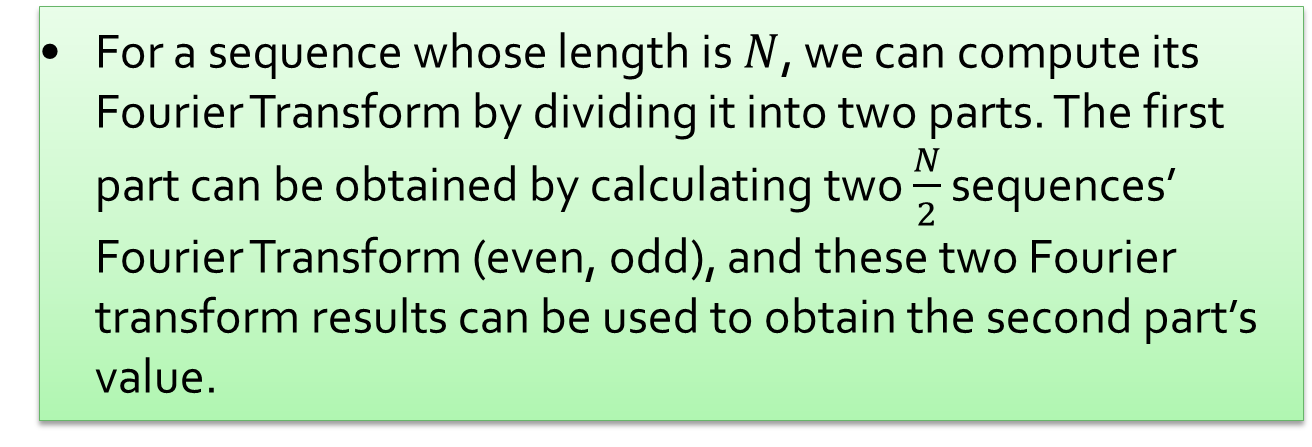 • For a sequence whose length is N, we can compute its
Fourier Transform by dividing it into two parts. The first
part can be obtained by calculating two N/2 sequences’
Fourier Transform (even, odd), and these two Fourier
transform results can be used to obtain the second part’s
value.